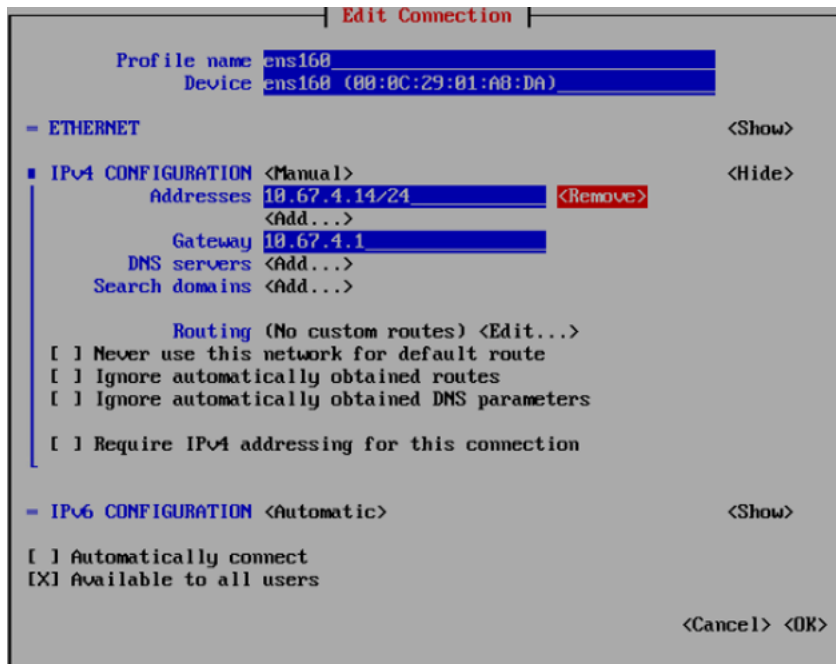 Edit Connection
Profile name ens160
Device ens160 (00:0C:29:01:A8:DA)
= ETHERNET <Show>
IPv4 CONFIGURATION <Manual> <Hide>
Addresses 10.67.4.14/24 <Remove>
<Add...>
Gateway 10.67.4.1
DNS servers <Add...>
Search domains <Add...>
Routing (No custom routes) <Edit...>
[ ] Never use this network for default route
[ ] Ignore automatically obtained routes
[ ] Ignore automatically obtained DNS parameters
[ ] Require IPv4 addressing for this connection
= IPv6 CONFIGURATION <Automatic> <Show>
[ ] Automatically connect
[X] Available to all users
<Cancel> <OK>